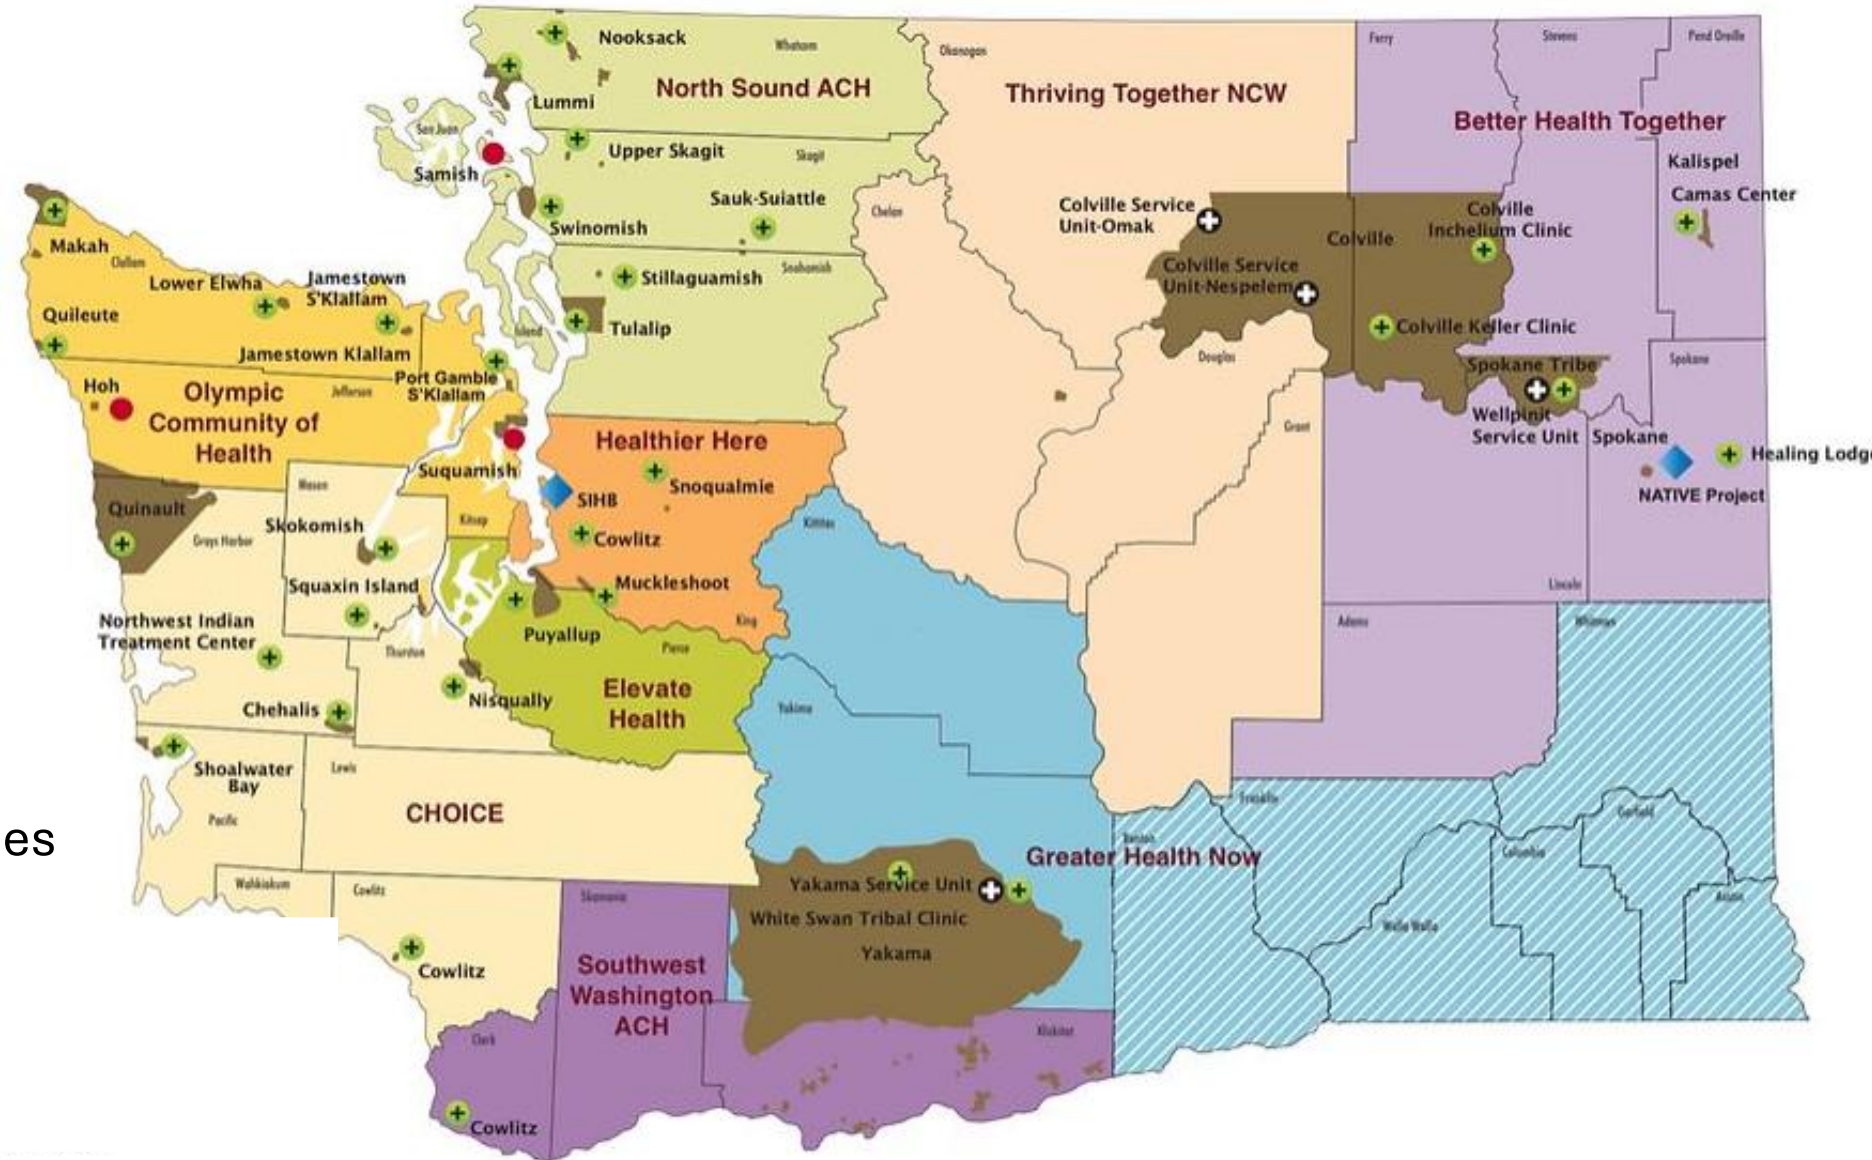 Nooksack
Whatcom
North Sound ACH
Lummi
San Juan
Samish
Upper Skagit
Skagit
Sauk-Suiattle
Swinomish
Stillaguamish
Snohomish
Island
Tulalip
Okanogan
Thriving Together NCW
Chelan
Colville Service
Unit-Omak
Colville Service
Unit-Nespelem
Douglas
Grant
Ferry
Stevens
Pend Oreille
Better Health Together
Kalispel
Camas Center
Colville
Inchelium Clinic
Colville
Colville Keller Clinic
Spokane Tribe
Wellpinit
Service Unit
Spokane
Spokane
Healing Lodge
NATIVE Project
Lincoln
Adams
Whitman
Makah
Clallam
Lower Elwha
Jamestown
S'Klallam
Quileute
Jamestown Klallam
Port Gamble
S'Klallam
Hoh
Olympic
Community of
Health
Jefferson
Suquamish
Kitsap
Healthier Here
Snoqualmie
SIHB
Cowlitz
Muckleshoot
King
Quinault
Grays Harbor
Mason
Skokomish
Squaxin Island
Northwest Indian
Treatment Center
Thurston
Chehalis
Nisqually
Puyallup
Pierce
Elevate
Health
Kittitas
Yakima
Shoalwater
Bay
Pacific
Lewis
CHOICE
es
Wahkiakum
Cowlitz
Cowlitz
Skamania
Southwest
Washington
ACH
Clark
Cowlitz
Klickitat
Yakama Service Unit
White Swan Tribal Clinic
Yakama
Greater Health Now
Benton
Franklin
Walla Walla
Columbia
Garfield
Asotin